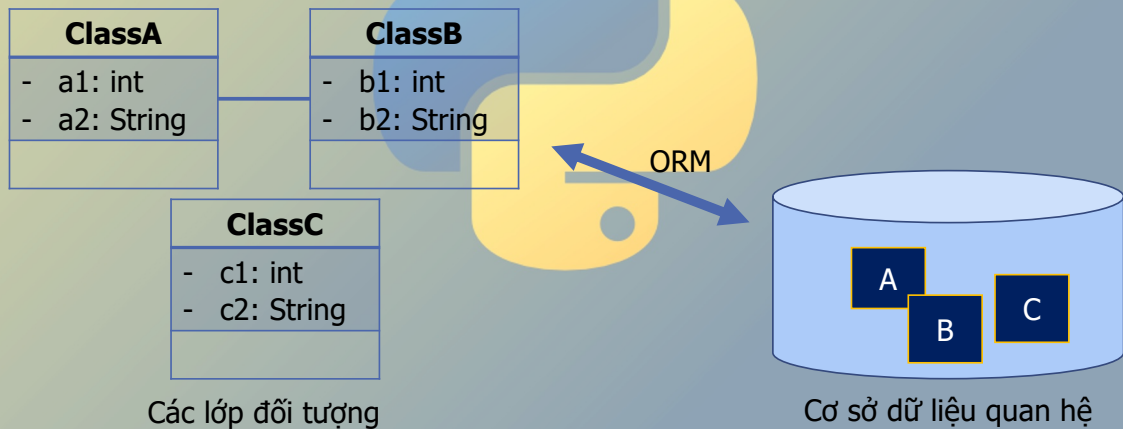 ClassA
- a1: int
- a2: String
ClassB
- b1: int
- b2: String
ORM
ClassC
- c1: int
- c2: String
A
B
C
Các lớp đối tượng
Cơ sở dữ liệu quan hệ